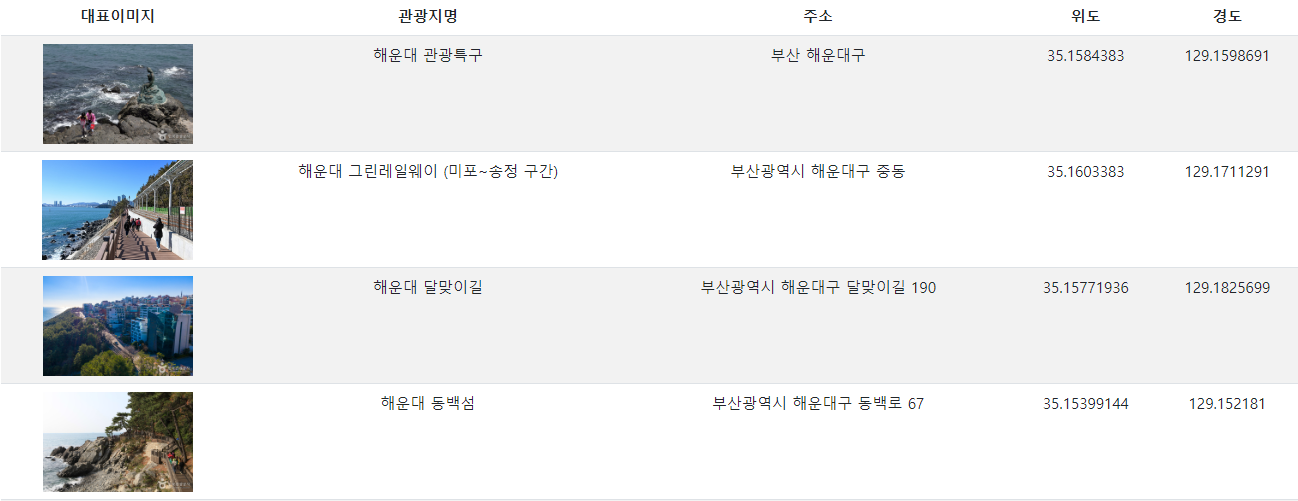 대표이미지 관광지명 주소 위도 경도
해운대 관광특구 부산 해운대구 35.1584383 129.1598691
해운대 그린레일웨이 (미포~송정 구간) 부산광역시 해운대구 중동 35.1603383 129.1711291
해운대 달맞이길 부산광역시 해운대구 달맞이길 190 35.15771936 129.1825699
해운대 동백섬 부산광역시 해운대구 동백로 67 35.15399144 129.152181